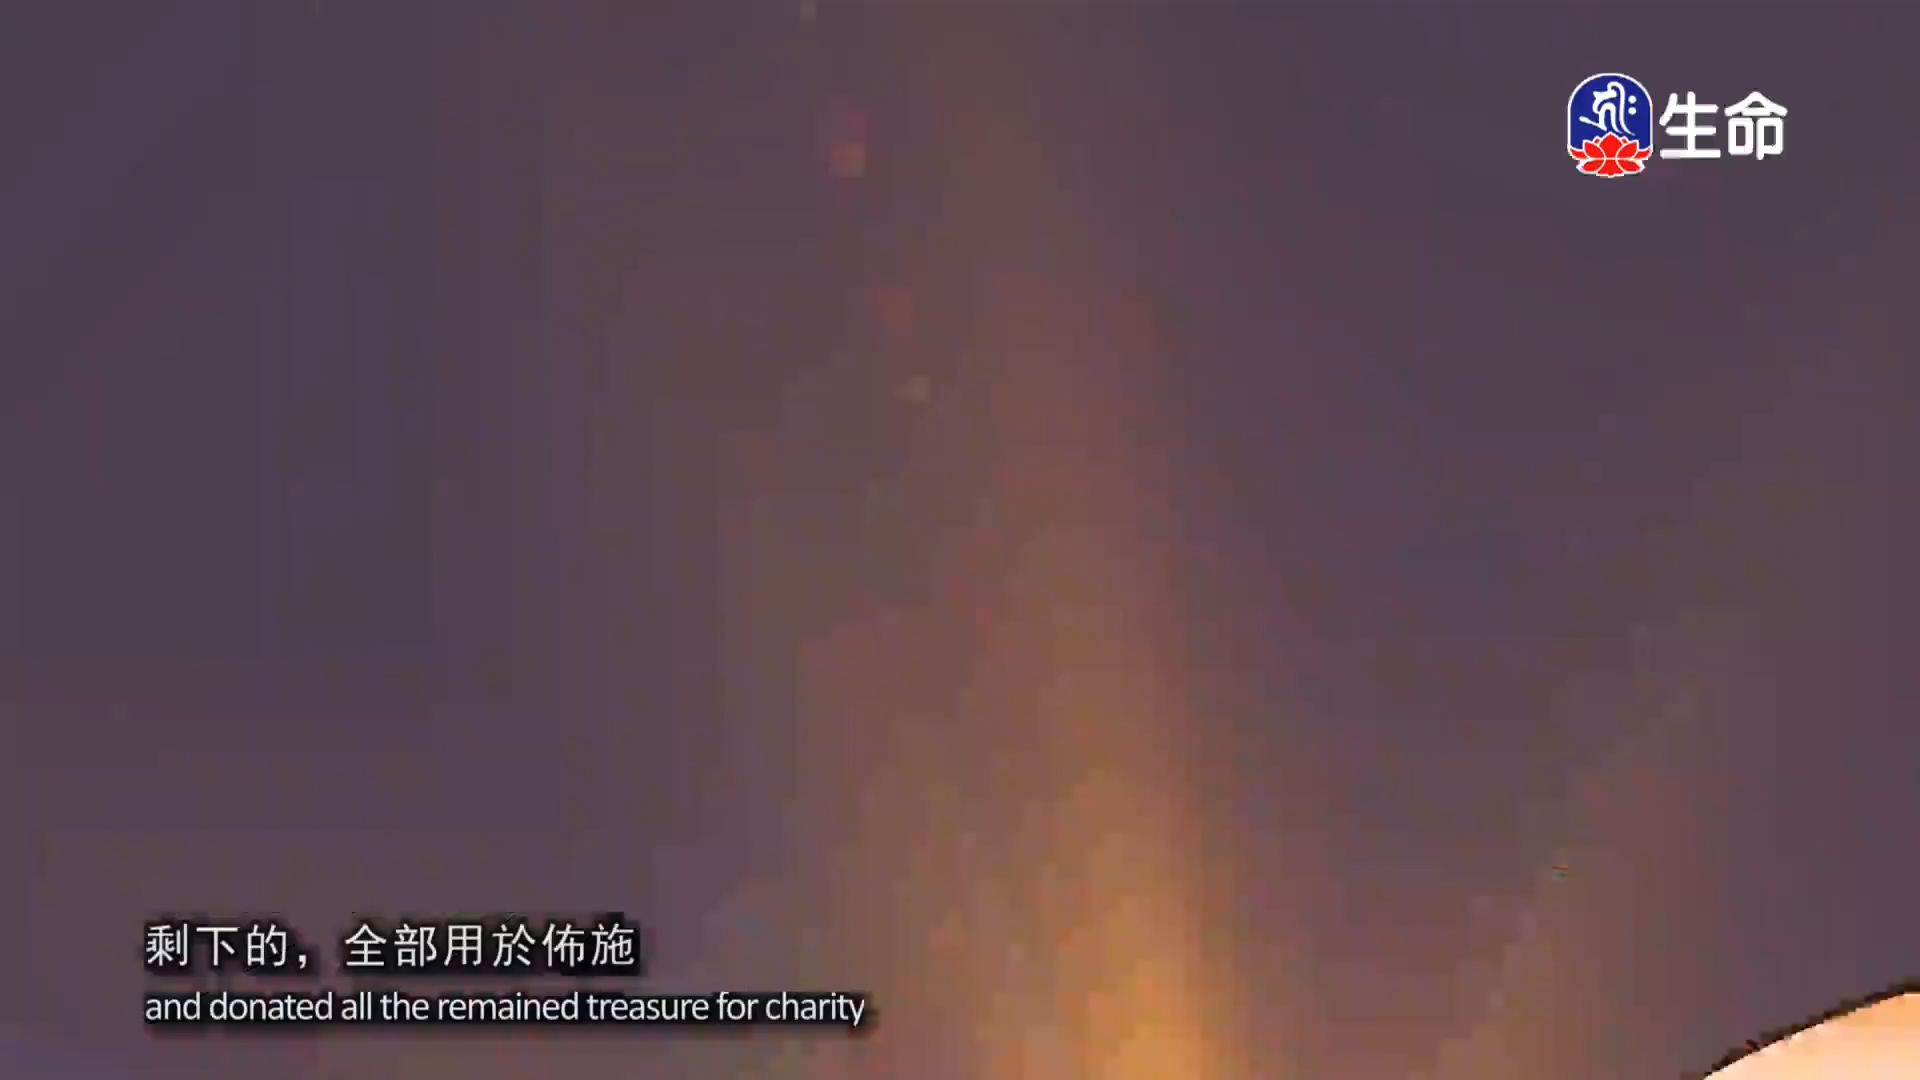 生命
剩下的，全部用於佈施
and donated all the remained treasure for charity